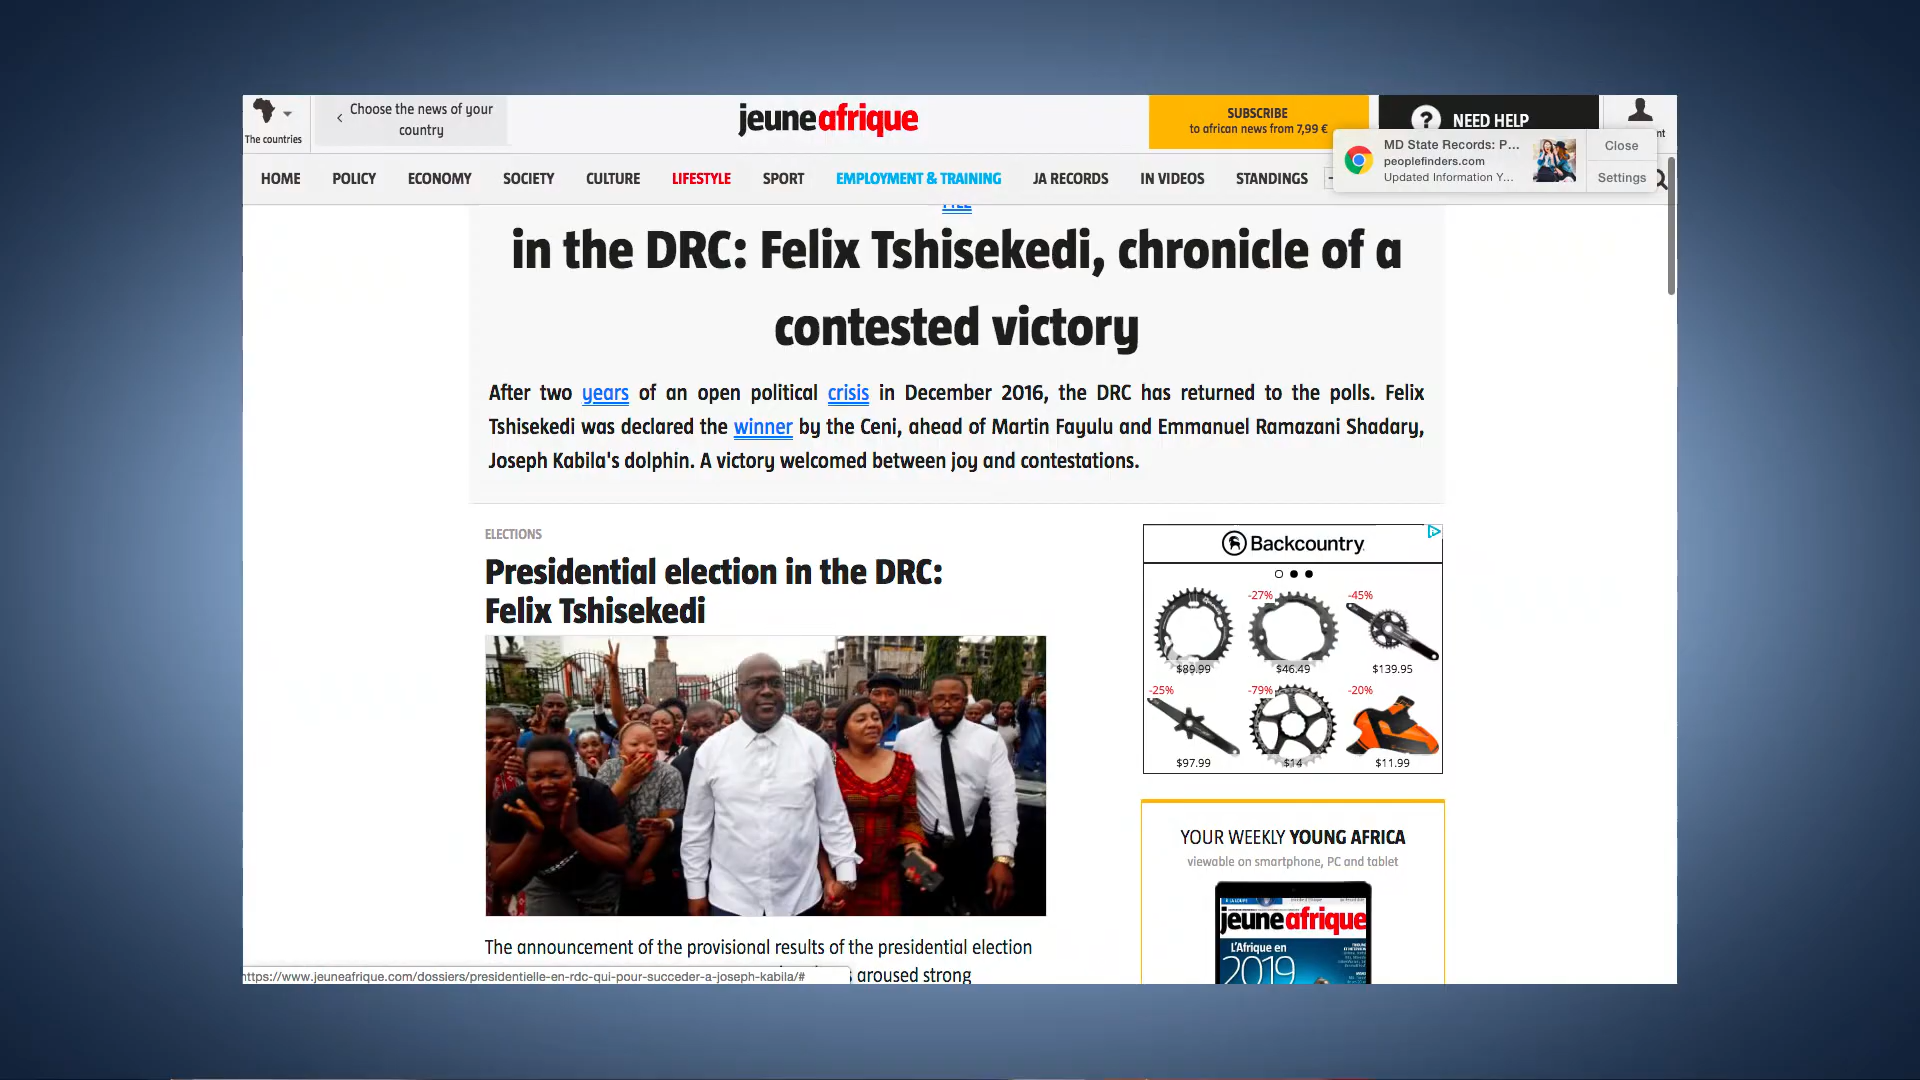 The countries
Choose the news of your
country
jeuneafrique
SUBSCRIBE
to african news from 7,99 €
NEED HELP
MD State Records: P...
peoplefinders.com
Updated Information Y...
Close
Settings
HOME POLICY ECONOMY SOCIETY CULTURE LIFESTYLE SPORT EMPLOYMENT & TRAINING JA RECORDS IN VIDEOS STANDINGS
in the DRC: Felix Tshisekedi, chronicle of a
contested victory
After two years of an open political crisis in December 2016, the DRC has returned to the polls. Felix
Tshisekedi was declared the winner by the Ceni, ahead of Martin Fayulu and Emmanuel Ramazani Shadary,
Joseph Kabila's dolphin. A victory welcomed between joy and contestations.
ELECTIONS
Presidential election in the DRC:
Felix Tshisekedi
The announcement of the provisional results of the presidential election
aroused strong
https://www.jeuneafrique.com/dossiers/presidentielle-en-rdc-qui-pour-succeder-a-joseph-kabila/#
Backcountry
-27% -45%
$89.99 $46.49 $139.95
-25% -79% -20%
$97.99 $14 $11.99
YOUR WEEKLY YOUNG AFRICA
viewable on smartphone, PC and tablet
jeuneafrique
L'Afrique en
2019